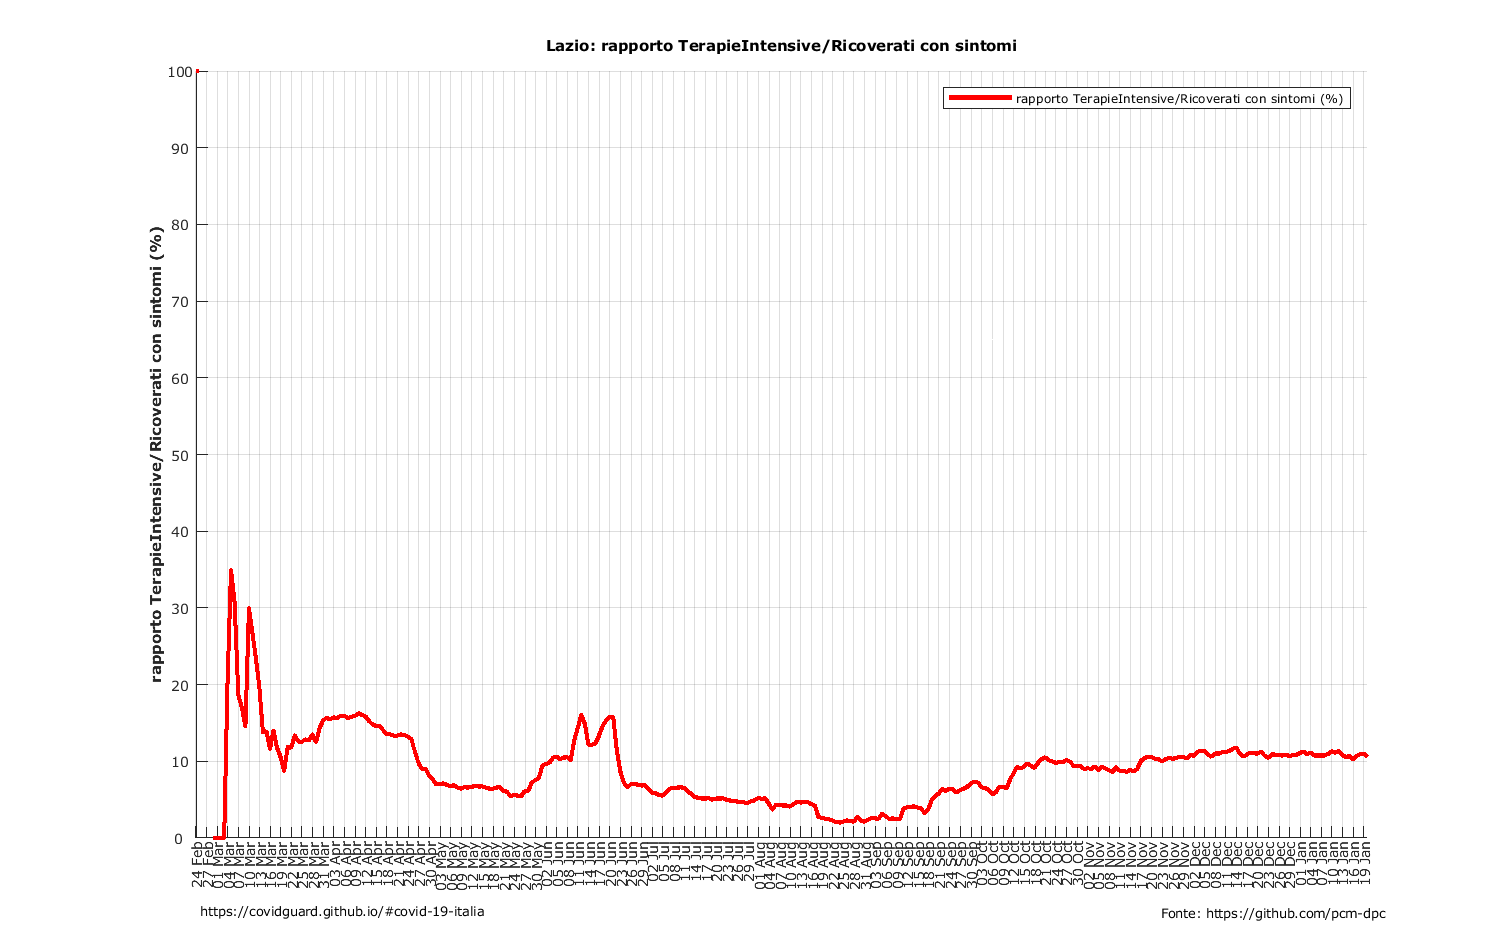 Lazio: rapporto TerapieIntensive/Ricoverati con sintomi
rapporto TerapieIntensive/Ricoverati con sintomi (%)
rapporto TerapieIntensive/Ricoverati con sintomi (%)
100
90
80
70
60
50
40
30
20
10
0
24 Feb
27 Feb
01 Mar
04 Mar
07 Mar
10 Mar
13 Mar
16 Mar
19 Mar
22 Mar
25 Mar
28 Mar
31 Mar
03 Apr
06 Apr
09 Apr
12 Apr
15 Apr
18 Apr
21 Apr
24 Apr
27 Apr
30 Apr
03 May
06 May
09 May
12 May
15 May
18 May
21 May
24 May
27 May
30 May
02 Jun
05 Jun
08 Jun
11 Jun
14 Jun
17 Jun
20 Jun
23 Jun
26 Jun
29 Jun
02 Jul
05 Jul
08 Jul
11 Jul
14 Jul
17 Jul
20 Jul
23 Jul
26 Jul
29 Jul
01 Aug
04 Aug
07 Aug
10 Aug
13 Aug
16 Aug
19 Aug
22 Aug
25 Aug
28 Aug
31 Aug
03 Sep
06 Sep
09 Sep
12 Sep
15 Sep
18 Sep
21 Sep
24 Sep
27 Sep
30 Sep
03 Oct
06 Oct
09 Oct
12 Oct
15 Oct
18 Oct
21 Oct
24 Oct
27 Oct
30 Oct
02 Nov
05 Nov
08 Nov
11 Nov
14 Nov
17 Nov
20 Nov
23 Nov
26 Nov
29 Nov
02 Dec
05 Dec
08 Dec
11 Dec
14 Dec
17 Dec
20 Dec
23 Dec
26 Dec
29 Dec
01 Jan
04 Jan
07 Jan
10 Jan
13 Jan
16 Jan
19 Jan
https://covidguard.github.io/#covid-19-italia
Fonte: https://github.com/pcm-dpc